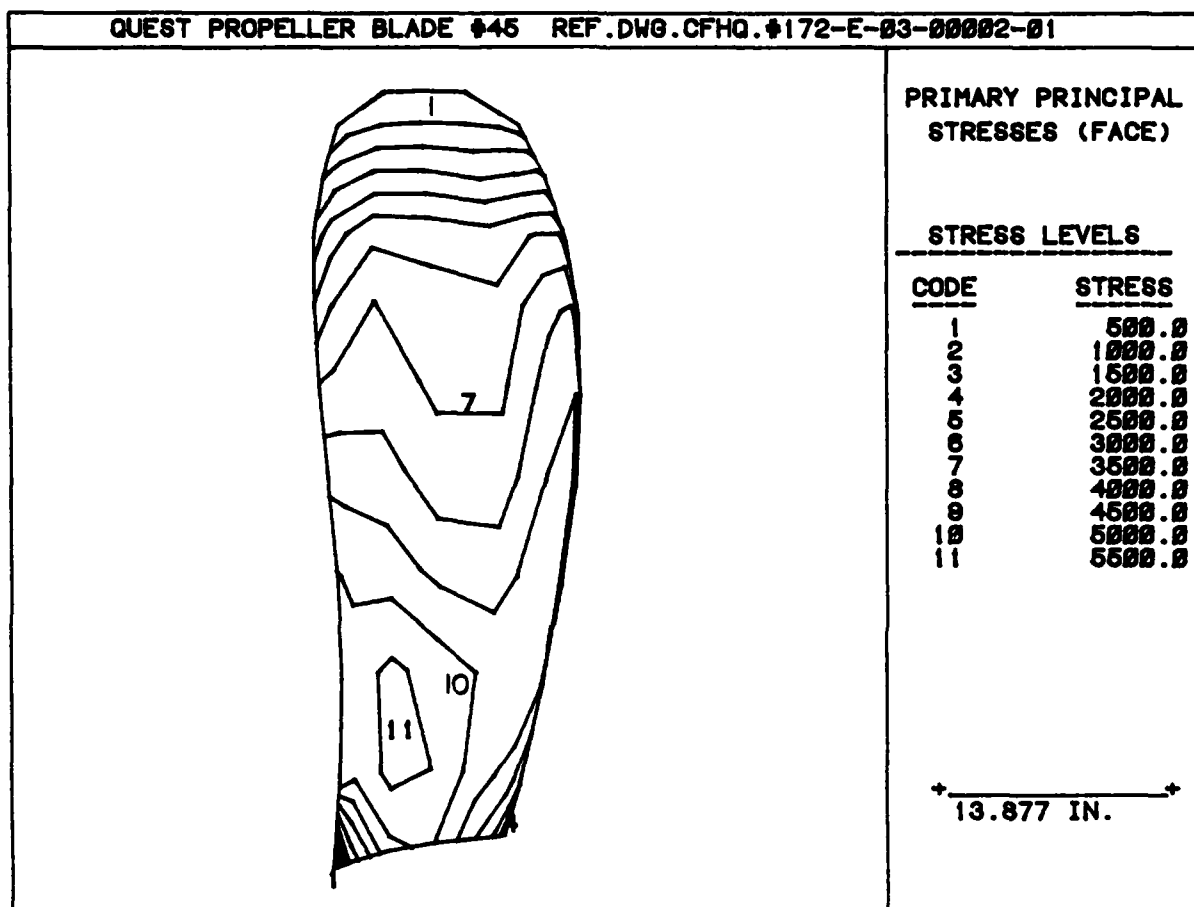 QUEST PROPELLER BLADE #45 REF.DWG.CFHQ.#172-E-03-00002-01
PRIMARY PRINCIPAL
STRESSES (FACE)
STRESS LEVELS
CODE STRESS
1 500.0
2 1000.0
3 1500.0
4 2000.0
5 2500.0
6 3000.0
7 3500.0
8 4000.0
9 4500.0
10 5000.0
11 5500.0
13.877 IN.
1
7
10
11
4
1